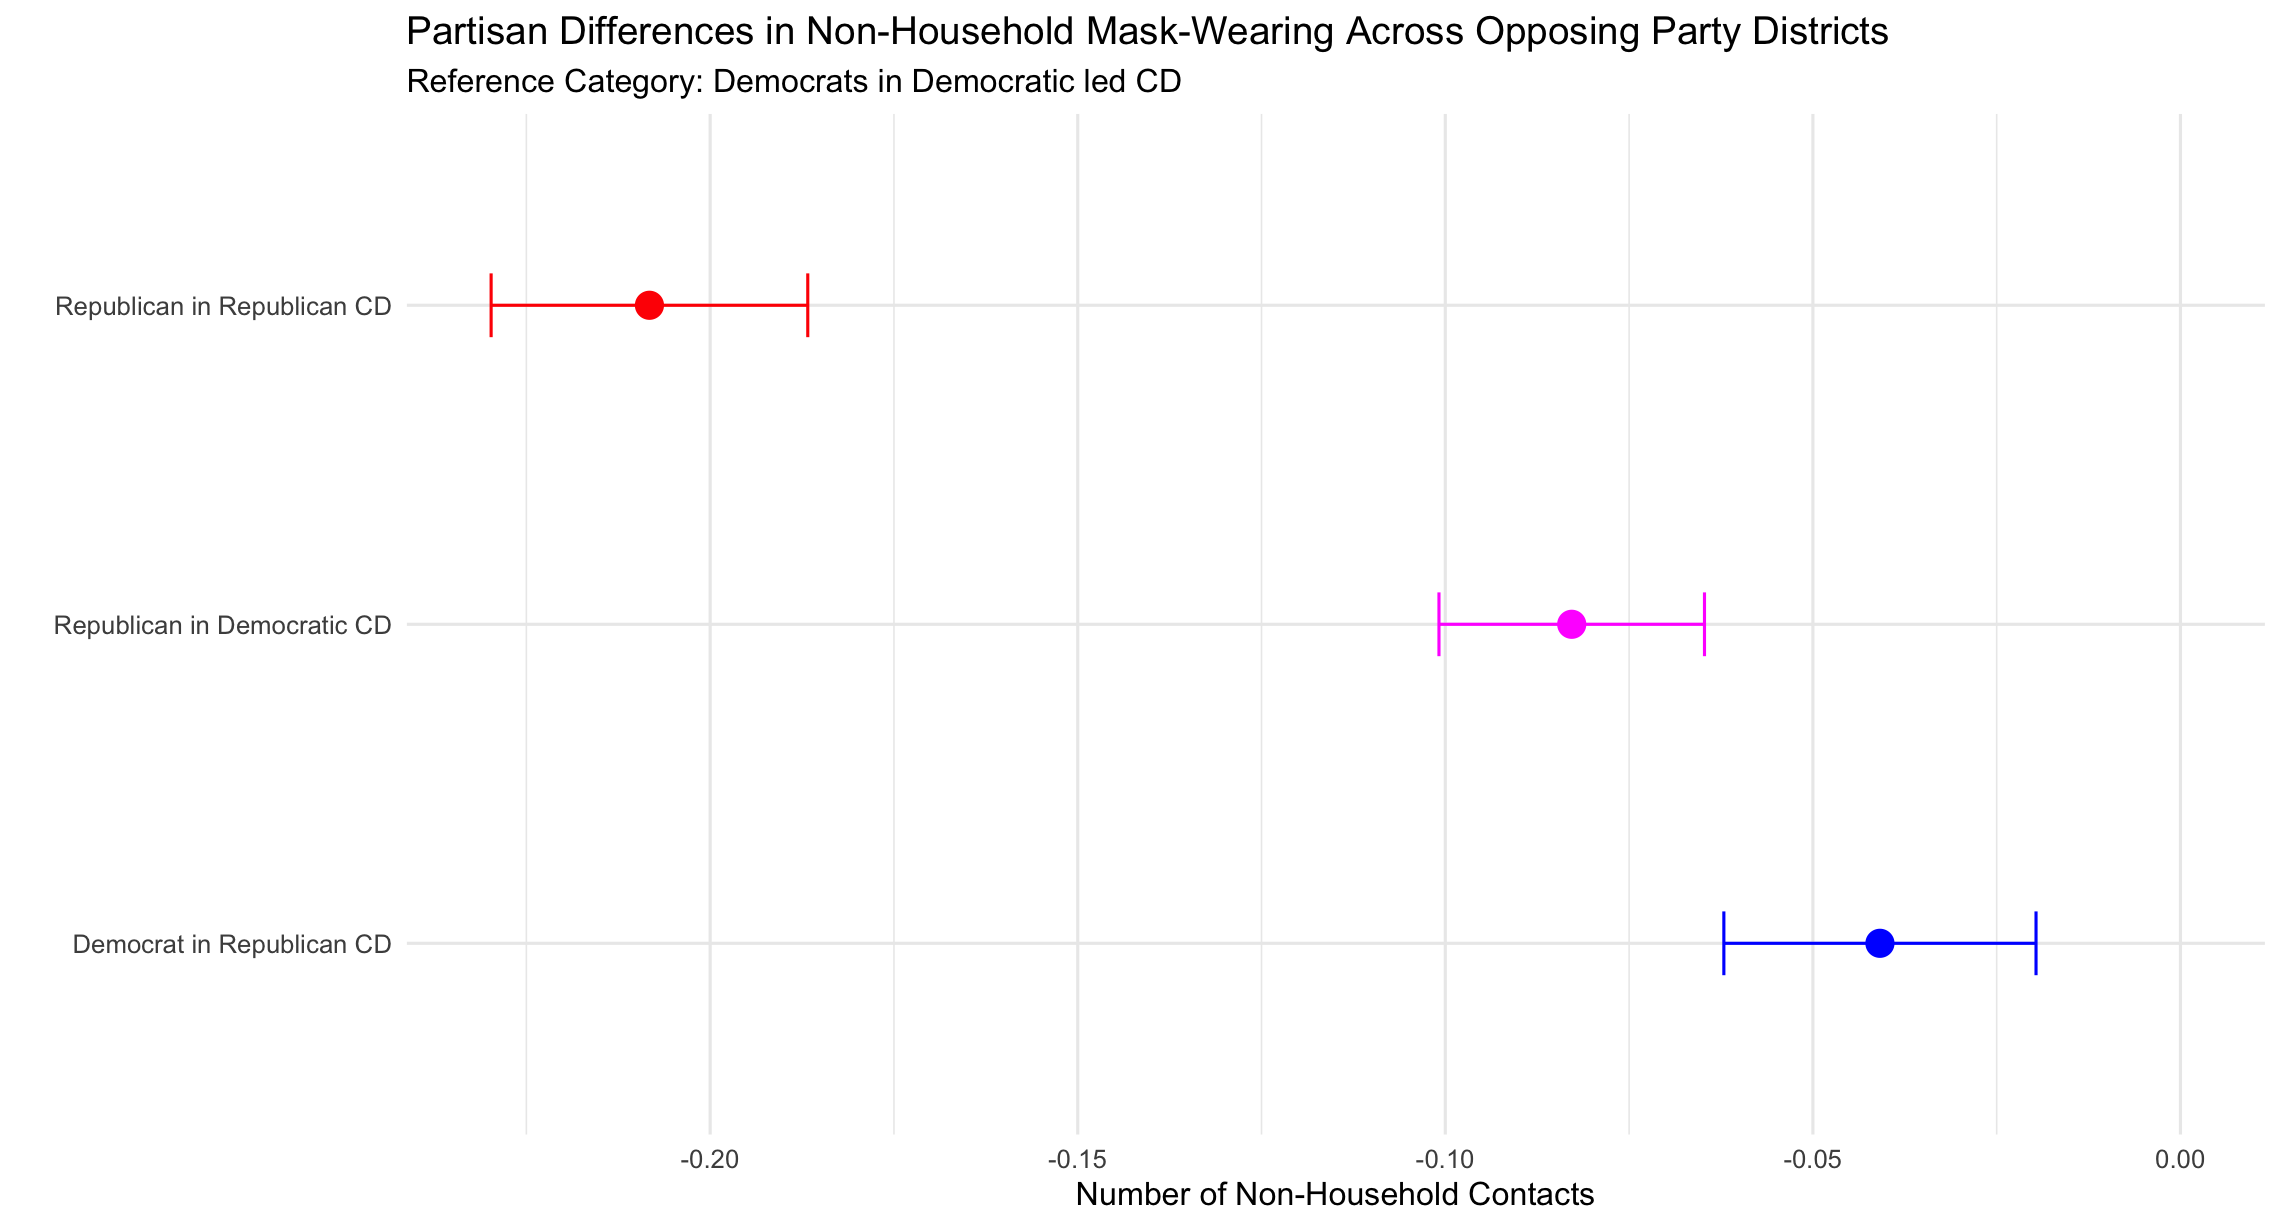 Partisan Differences in Non-Household Mask-Wearing Across Opposing Party Districts
Reference Category: Democrats in Democratic led CD
Republican in Republican CD
Republican in Democratic CD
Democrat in Republican CD
-0.20 -0.15 -0.10 -0.05 0.00
Number of Non-Household Contacts